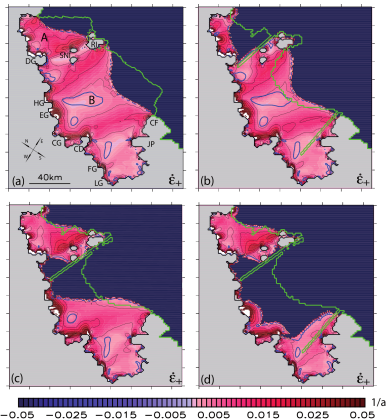 A
RI
SN
DC
B
HG
EG
CF
CG
CD
JP
FG
LG
40km
(a) ε̇+
(b) ε̇+
(c) ε̇+
(d) ε̇+
1/a
−0.05 −0.025 −0.015 −0.005 0.005 0.015 0.025 0.05